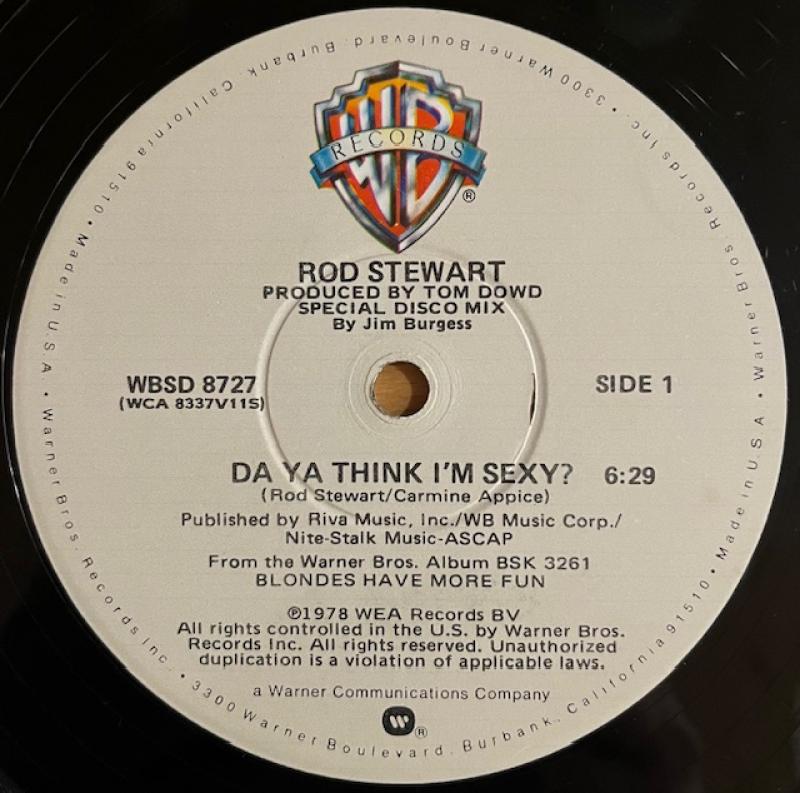 WB
RECORDS
®
ROD STEWART
PRODUCED BY TOM DOWD
SPECIAL DISCO MIX
By Jim Burgess
WBSD 8727
(WCA 8337V11S)
SIDE 1
DA YA THINK I'M SEXY? 6:29
(Rod Stewart/Carmine Appice)
Published by Riva Music, Inc./WB Music Corp./
Nite-Stalk Music-ASCAP
From the Warner Bros. Album BSK 3261
BLONDES HAVE MORE FUN
℗1978 WEA Records BV
All rights controlled in the U.S. by Warner Bros.
Records Inc. All rights reserved. Unauthorized
duplication is a violation of applicable laws.
a Warner Communications Company
®
Warner Bros. Records Inc. • 3300 Warner Boulevard. Burbank, California 91510 • Made in U.S.A. • Warner Bros. Records Inc. • 3300 Warner Boulevard. Burbank, California 91510 • Made in U.S.A. •